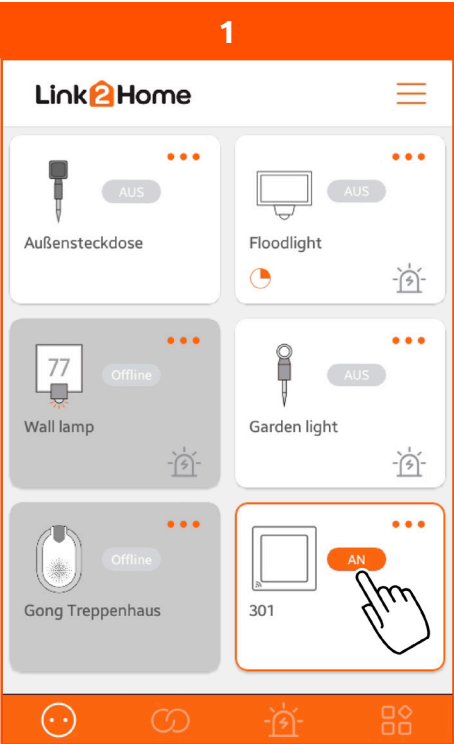 1
Link2Home
AUS
AUS
Außensteckdose
Floodlight
77
Offline
AUS
Wall lamp
Garden light
Offline
AN
Gong Treppenhaus
301